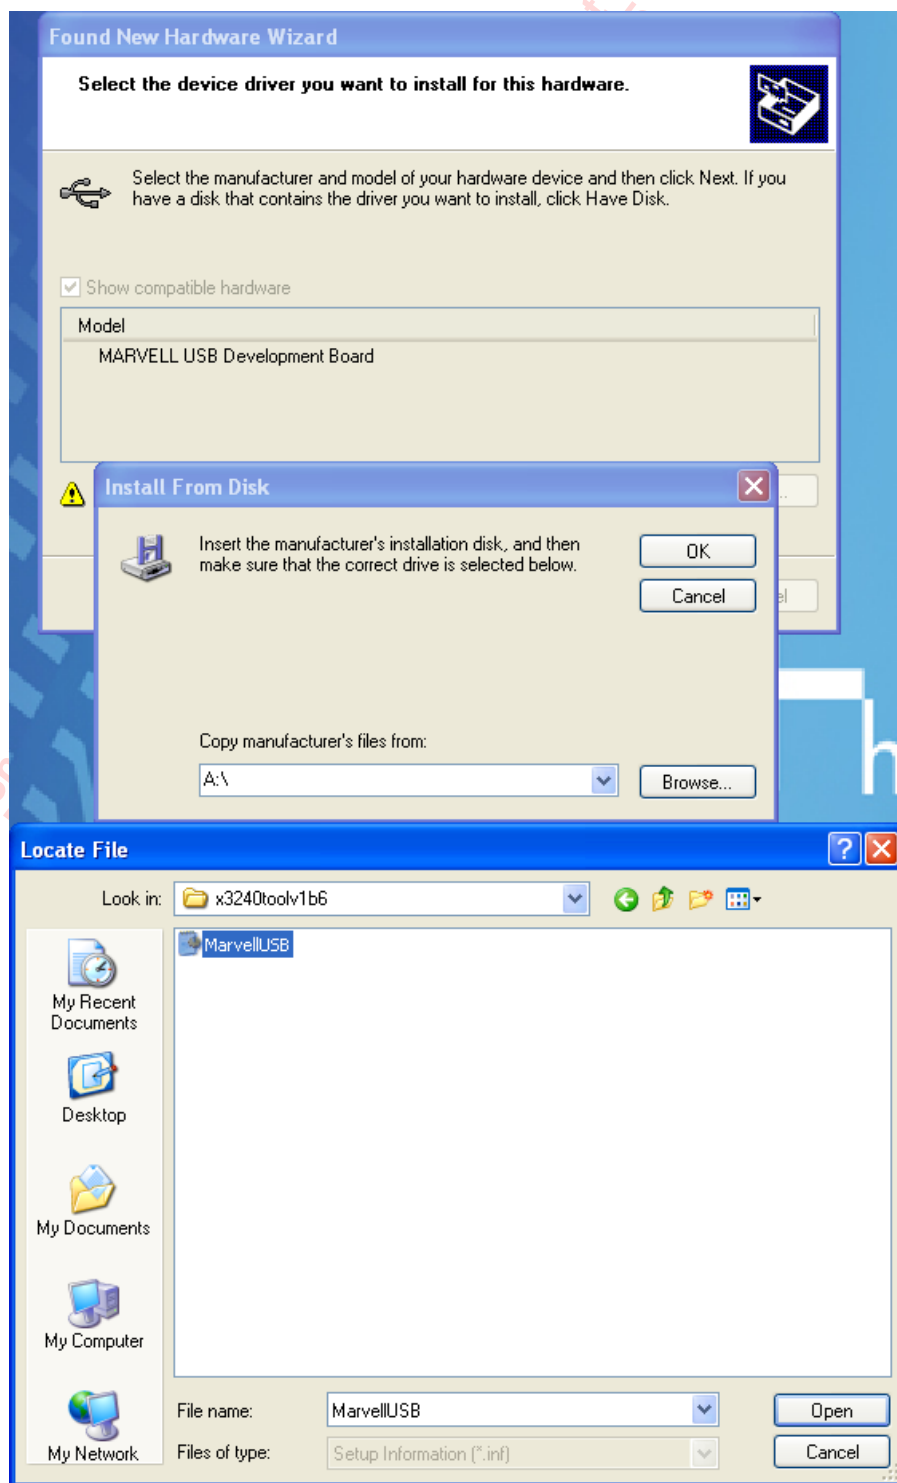 Found New Hardware Wizard
Select the device driver you want to install for this hardware.
Select the manufacturer and model of your hardware device and then click Next. If you
have a disk that contains the driver you want to install, click Have Disk.
Show compatible hardware
Model
MARVELL USB Development Board
Install From Disk
Insert the manufacturer's installation disk, and then
make sure that the correct drive is selected below.
OK
Cancel
Copy manufacturer's files from:
A:\
Browse...
Locate File
Look in:
x3240toolv1b6
MarvellUSB
My Recent
Documents
Desktop
My Documents
My Computer
My Network
File name:
MarvellUSB
Open
Files of type:
Setup Information (*.inf)
Cancel